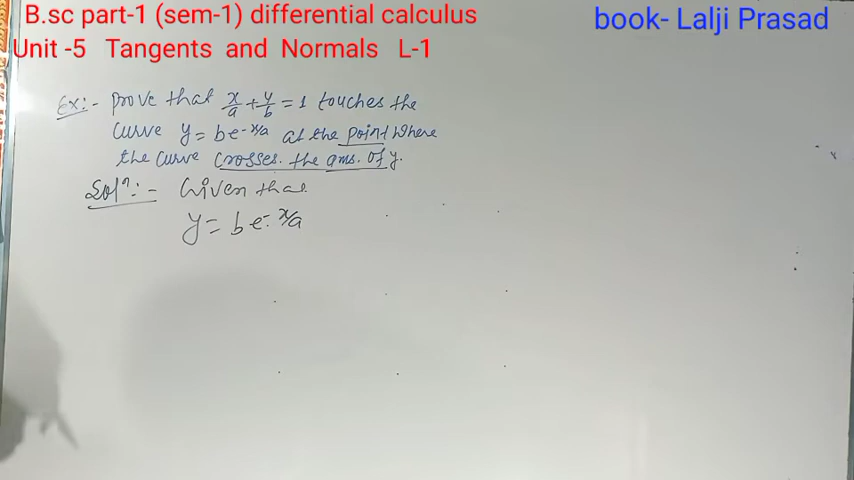 B.sc part-1 (sem-1) differential calculus
Unit -5 Tangents and Normals L-1
book- Lalji Prasad
Ex:- prove that x/a + y/b = 1 touches the
curve y = be-x/a at the point where
the curve crosses. the axis. of y.
Solⁿ:- Given that
y = be-x/a